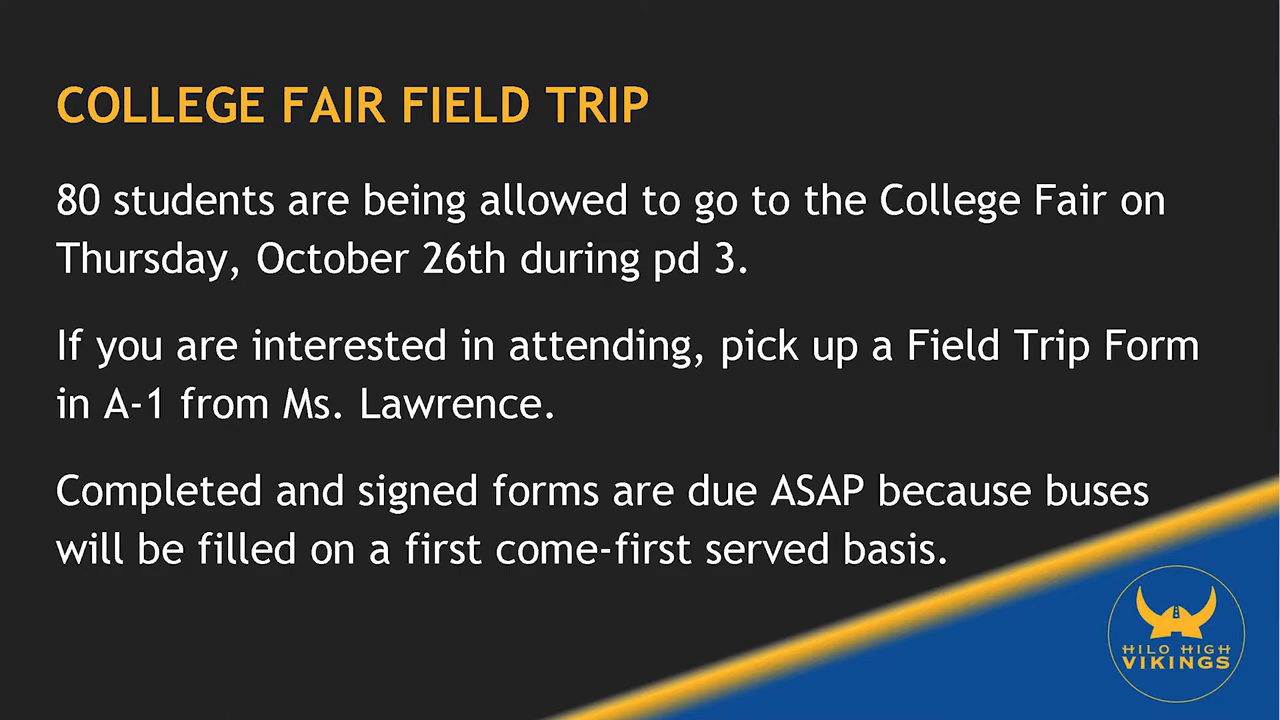 COLLEGE FAIR FIELD TRIP
80 students are being allowed to go to the College Fair on
Thursday, October 26th during pd 3.
If you are interested in attending, pick up a Field Trip Form
in A-1 from Ms. Lawrence.
Completed and signed forms are due ASAP because buses
will be filled on a first come-first served basis.
HILO HIGH
VIKINGS